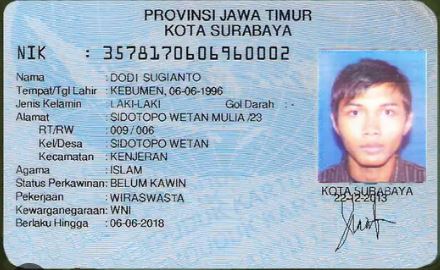 PROVINSI JAWA TIMUR
KOTA SURABAYA
NIK : 3578170606960002
Nama : DODI SUGIANTO
Tempat/Tgl Lahir : KEBUMEN, 06-06-1996
Jenis Kelamin : LAKI-LAKI Gol Darah : -
Alamat : SIDOTOPO WETAN MULIA /23
RT/RW : 009 / 006
Kel/Desa : SIDOTOPO WETAN
Kecamatan : KENJERAN
Agama : ISLAM
Status Perkawinan: BELUM KAWIN
Pekerjaan : WIRASWASTA
Kewarganegaraan: WNI
Berlaku Hingga : 06-06-2018
KOTA SURABAYA
22-12-2013